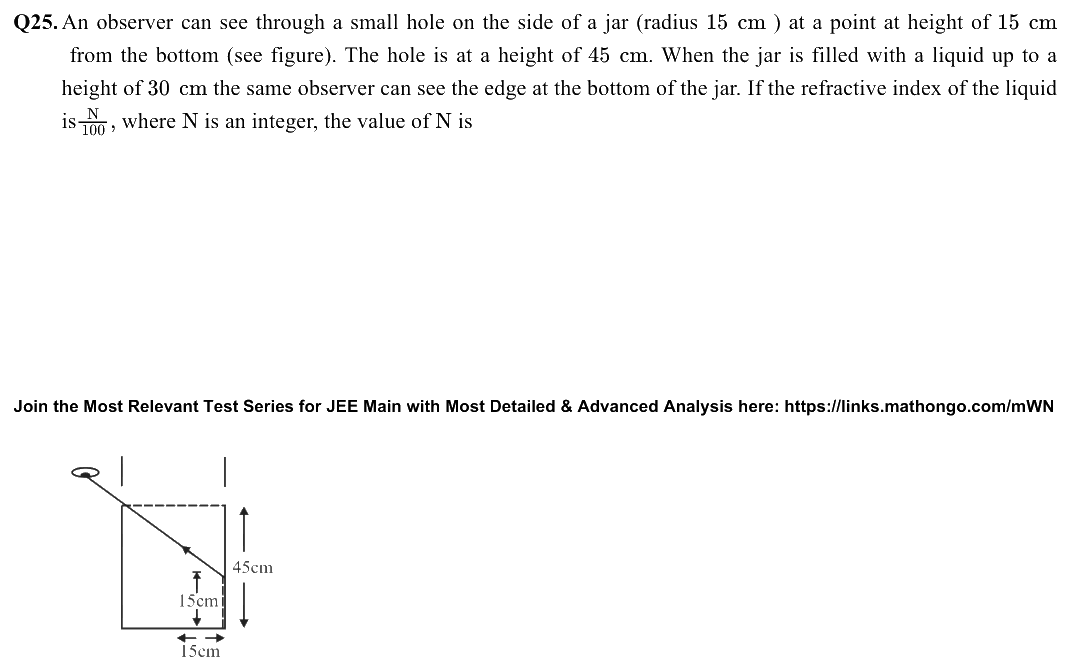 Q25. An observer can see through a small hole on the side of a jar (radius 15 cm ) at a point at height of 15 cm
from the bottom (see figure). The hole is at a height of 45 cm. When the jar is filled with a liquid up to a
height of 30 cm the same observer can see the edge at the bottom of the jar. If the refractive index of the liquid
is N/100 , where N is an integer, the value of N is
Join the Most Relevant Test Series for JEE Main with Most Detailed & Advanced Analysis here: https://links.mathongo.com/mWN
45cm
15cm
15cm